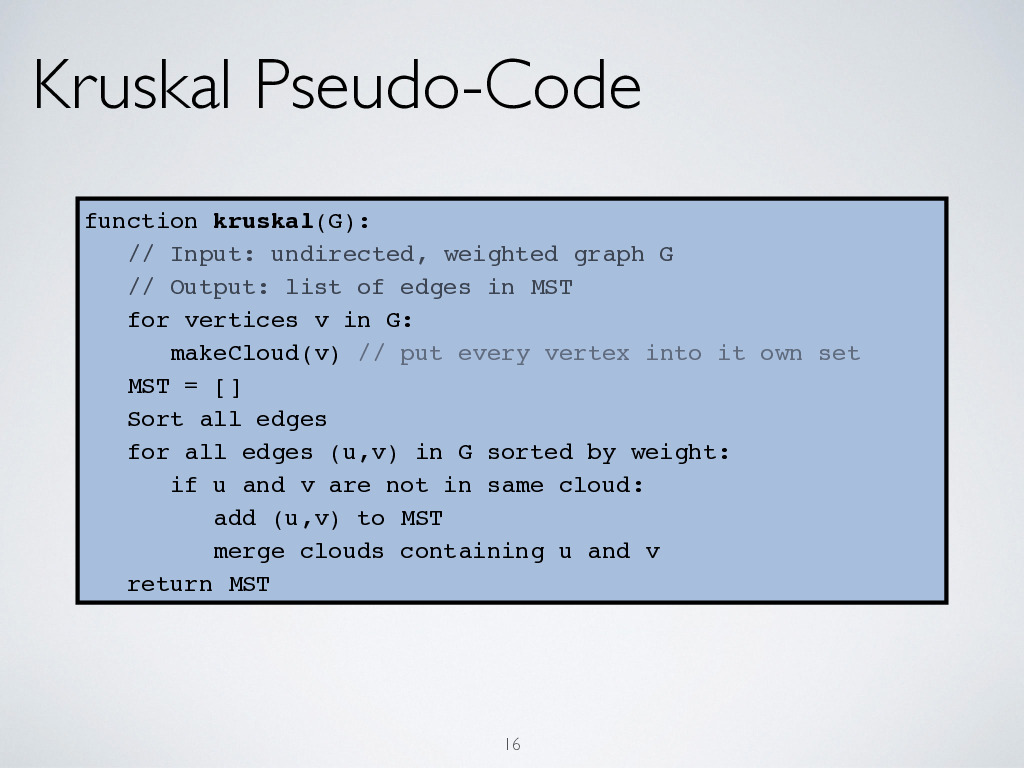 Kruskal Pseudo-Code
function kruskal(G):
// Input: undirected, weighted graph G
// Output: list of edges in MST
for vertices v in G:
makeCloud(v) // put every vertex into it own set
MST = []
Sort all edges
for all edges (u,v) in G sorted by weight:
if u and v are not in same cloud:
add (u,v) to MST
merge clouds containing u and v
return MST
16